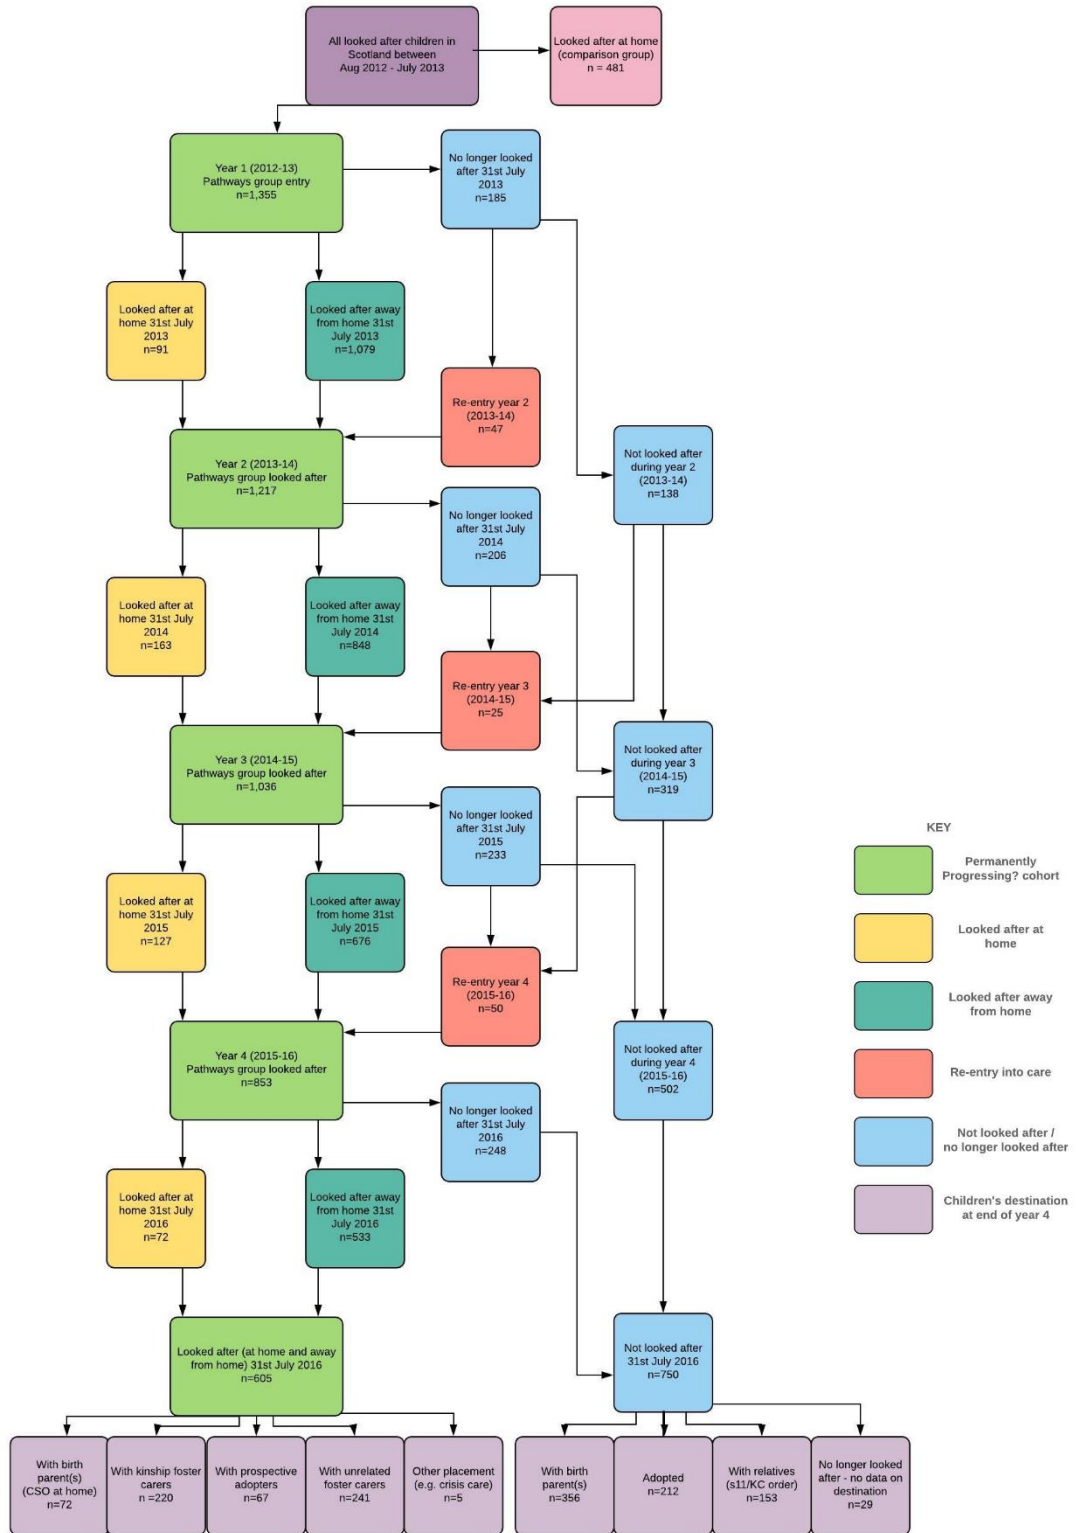 All looked after children in
Scotland between
Aug 2012 - July 2013
Looked after at home
(comparison group)
n = 481
Year 1 (2012-13)
Pathways group entry
n=1,355
No longer looked
after 31st July
2013
n=185
Looked after at
home 31st July
2013
n=91
Looked after away
from home 31st
July 2013
n=1,079
Re-entry year 2
(2013-14)
n=47
Year 2 (2013-14)
Pathways group looked after
n=1,217
Not looked after
during year 2
(2013-14)
n=138
No longer looked
after 31st July
2014
n=206
Looked after at
home 31st July
2014
n=163
Looked after away
from home 31st
July 2014
n=848
Re-entry year 3
(2014-15)
n=25
Year 3 (2014-15)
Pathways group looked after
n=1,036
Not looked after
during year 3
(2014-15)
n=319
No longer looked
after 31st July
2015
n=233
Looked after at
home 31st July
2015
n=127
Looked after away
from home 31st
July 2015
n=676
Re-entry year 4
(2015-16)
n=50
Year 4 (2015-16)
Pathways group looked after
n=853
Not looked after
during year 4
(2015-16)
n=502
No longer looked
after 31st July
2016
n=248
Looked after at
home 31st July
2016
n=72
Looked after away
from home 31st
July 2016
n=533
Looked after (at home and away
from home) 31st July 2016
n=605
Not looked after
31st July 2016
n=750
With birth
parent(s)
(CSO at home)
n=72
With kinship foster
carers
n =220
With prospective
adopters
n=67
With unrelated
foster carers
n=241
Other placement
(e.g. crisis care)
n=5
With birth
parent(s)
n=356
Adopted
n=212
With relatives
(s11/KC order)
n=153
No longer looked
after - no data on
destination
n=29
KEY
Permanently
Progressing? cohort
Looked after at
home
Looked after away
from home
Re-entry into care
Not looked after /
no longer looked after
Children's destination
at end of year 4